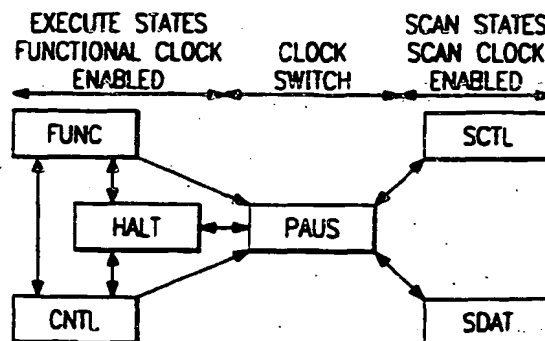 EXECUTE STATES
FUNCTIONAL CLOCK
ENABLED
CLOCK
SWITCH
SCAN STATES
SCAN CLOCK
ENABLED
FUNC
SCTL
HALT
PAUS
CNTL
SDAT